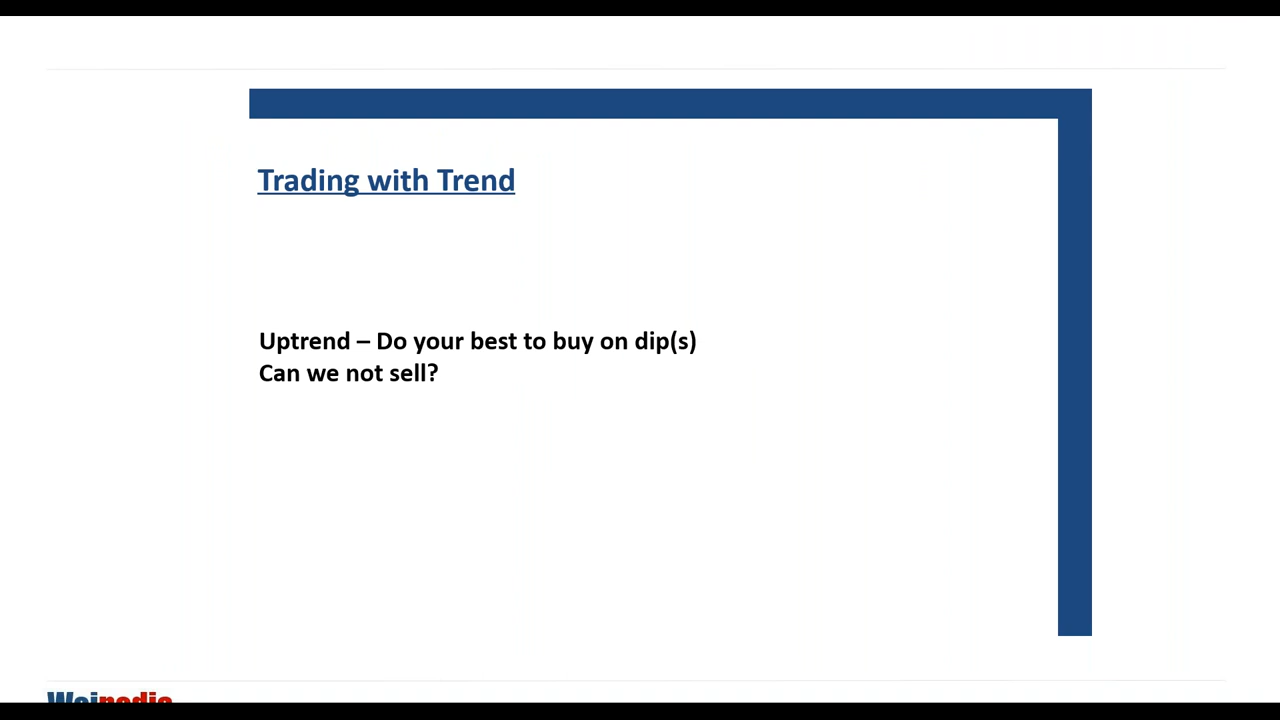 Trading with Trend
Uptrend – Do your best to buy on dip(s)
Can we not sell?